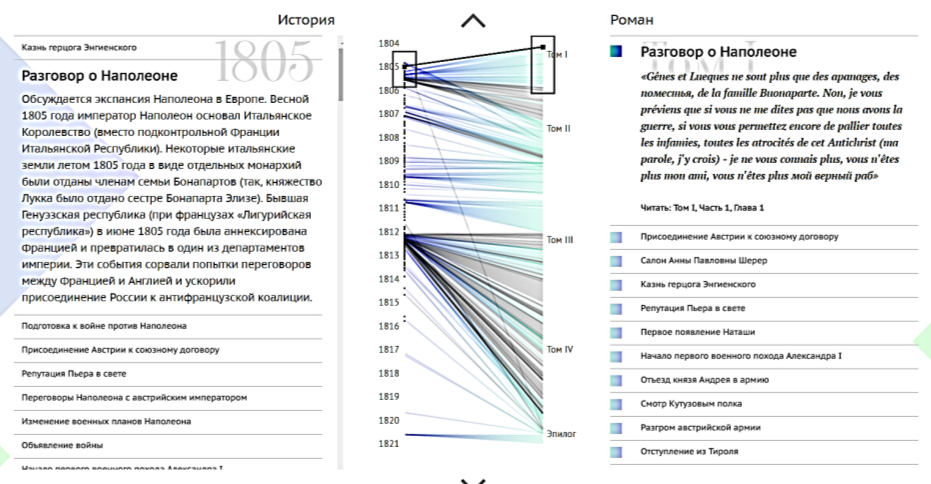 История
Казнь герцога Энгиенского
1805
Разговор о Наполеоне
Обсуждается экспансия Наполеона в Европе. Весной
1805 года император Наполеон основал Итальянское
Королевство (вместо подконтрольной Франции
Итальянской Республики). Некоторые итальянские
земли летом 1805 года в виде отдельных монархий
были отданы членам семьи Бонапартов (так, княжество
Лукка было отдано сестре Бонапарта Элизе). Бывшая
Генуэзская республика (при французах «Лигурийская
республика») в июне 1805 года была аннексирована
Францией и превратилась в один из департаментов
империи. Эти события сорвали попытки переговоров
между Францией и Англией и ускорили
присоединение России к антифранцузской коалиции.
Подготовка к войне против Наполеона
Присоединение Австрии к союзному договору
Репутация Пьера в свете
Переговоры Наполеона с австрийским императором
Изменение военных планов Наполеона
Объявление войны
Начало первого военного похода Александра I
1804
1805
1806
1807
1808
1809
1810
1811
1812
1813
1814
1815
1816
1817
1818
1819
1820
1821
Том I
Том II
Том III
Том IV
Эпилог
Роман
Том I
Разговор о Наполеоне
«Gênes et Lueques ne sont plus que des apanages, des
поместья, de la famille Buonaparte. Non, je vous
préviens que si vous ne me dites pas que nous avons la
guerre, si vous vous permettez encore de pallier toutes
les infamies, toutes les atrocités de cet Antichrist (ma
parole, j'y crois) - je ne vous connais plus, vous n'êtes
plus mon ami, vous n'êtes plus мой верный раб»
Читать: Том I, Часть 1, Глава 1
Присоединение Австрии к союзному договору
Салон Анны Павловны Шерер
Казнь герцога Энгиенского
Репутация Пьера в свете
Первое появление Наташи
Начало первого военного похода Александра I
Отъезд князя Андрея в армию
Смотр Кутузовым полка
Разгром австрийской армии
Отступление из Тироля